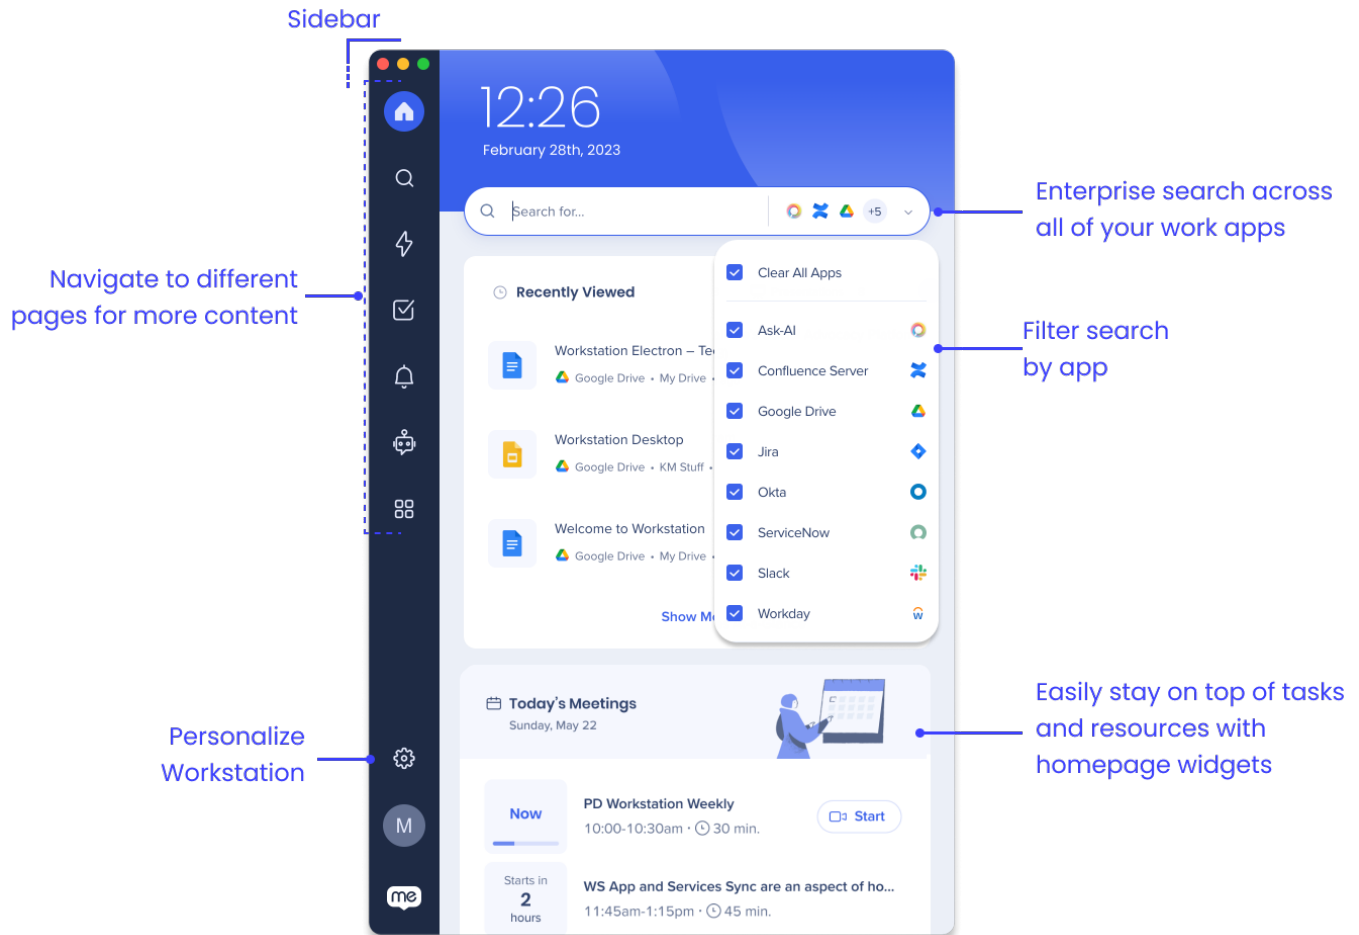 Sidebar
12:26
February 28th, 2023
Search for...
+5
Enterprise search across
all of your work apps
Navigate to different
pages for more content
Clear All Apps
Recently Viewed
Ask-AI
Filter search
by app
Workstation Electron – Te
Google Drive • My Drive •
Confluence Server
Google Drive
Workstation Desktop
Google Drive • KM Stuff •
Jira
Okta
Welcome to Workstation
Google Drive • My Drive •
ServiceNow
Slack
Show M
Workday
Today's Meetings
Sunday, May 22
Easily stay on top of tasks
and resources with
homepage widgets
Personalize
Workstation
Now
PD Workstation Weekly
10:00-10:30am · 30 min.
Start
M
Starts in
2
hours
WS App and Services Sync are an aspect of ho...
11:45am-1:15pm · 45 min.
me